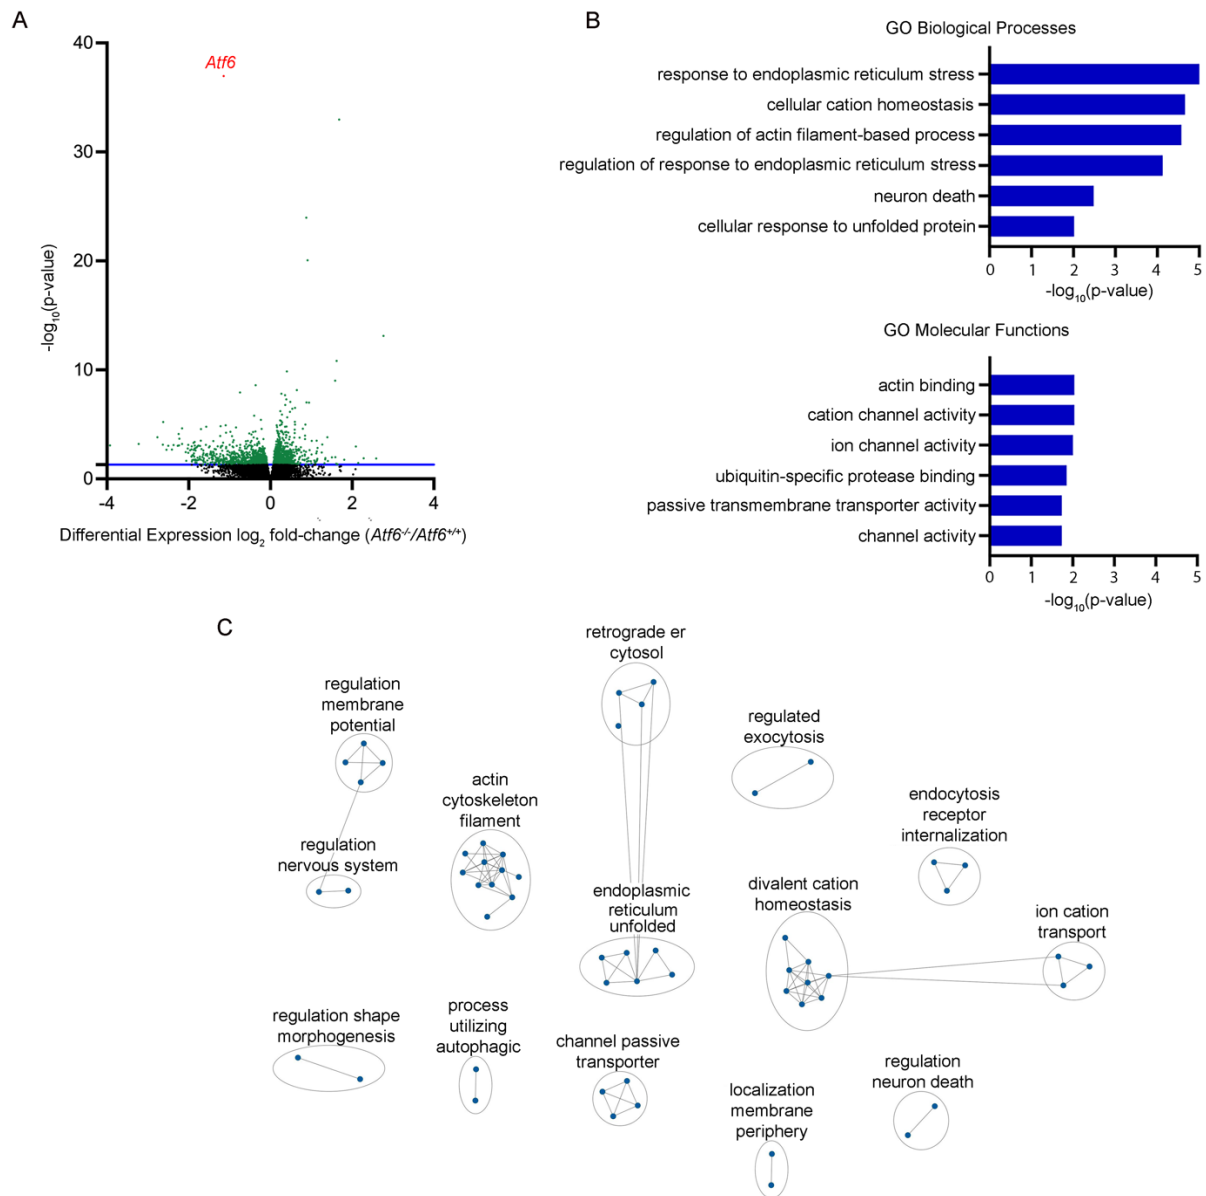 A
40
30
20
10
0
-log10(p-value)
Atf6
-4
-2
0
2
4
Differential Expression log2 fold-change (Atf6-/-/Atf6+/+)
B
GO Biological Processes
response to endoplasmic reticulum stress
cellular cation homeostasis
regulation of actin filament-based process
regulation of response to endoplasmic reticulum stress
neuron death
cellular response to unfolded protein
0 1 2 3 4 5
-log10(p-value)
GO Molecular Functions
actin binding
cation channel activity
ion channel activity
ubiquitin-specific protease binding
passive transmembrane transporter activity
channel activity
0 1 2 3 4 5
-log10(p-value)
C
retrograde er
cytosol
regulation
membrane
potential
regulated
exocytosis
actin
cytoskeleton
filament
endocytosis
receptor
internalization
regulation
nervous system
endoplasmic
reticulum
unfolded
divalent cation
homeostasis
ion cation
transport
regulation shape
morphogenesis
process
utilizing
autophagic
channel passive
transporter
localization
membrane
periphery
regulation
neuron death